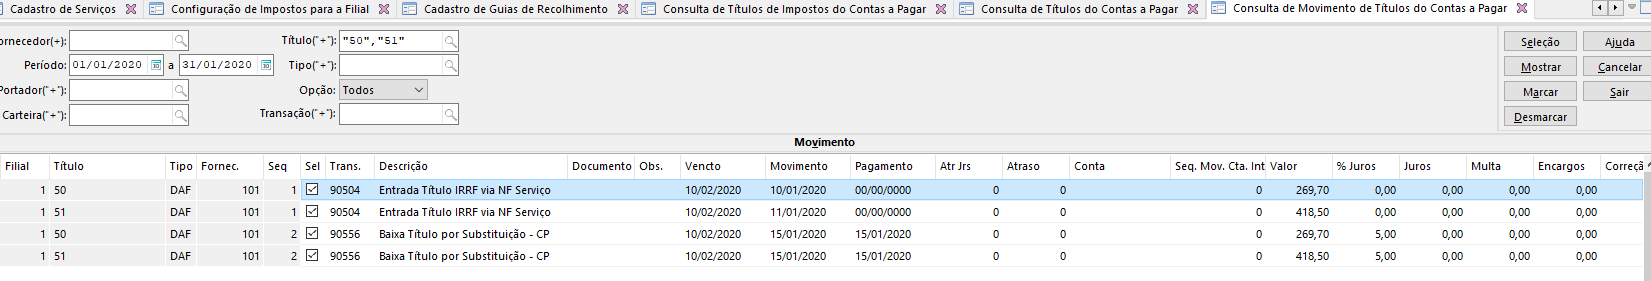 Cadastro de Serviços Configuração de Impostos para a Filial Cadastro de Guias de Recolhimento Consulta de Títulos de Impostos do Contas a Pagar Consulta de Títulos do Contas a Pagar Consulta de Movimento de Títulos do Contas a Pagar
ornecedor(+): Título("+"): "50","51" Seleção Ajuda
Período: 01/01/2020 a 31/01/2020 Tipo("+"): Mostrar Cancelar
Portador("+"): Opção: Todos Marcar Sair
Carteira("+"): Transação("+"): Desmarcar
Movimento
Filial Título Tipo Fornec. Seq Sel Trans. Descrição Documento Obs. Vencto Movimento Pagamento Atr Jrs Atraso Conta Seq. Mov. Cta. Int Valor % Juros Juros Multa Encargos Correçã
1 50 DAF 101 1 90504 Entrada Título IRRF via NF Serviço 10/02/2020 10/01/2020 00/00/0000 0 0 0 269,70 0,00 0,00 0,00 0,00
1 51 DAF 101 1 90504 Entrada Título IRRF via NF Serviço 10/02/2020 11/01/2020 00/00/0000 0 0 0 418,50 0,00 0,00 0,00 0,00
1 50 DAF 101 2 90556 Baixa Título por Substituição - CP 10/02/2020 15/01/2020 15/01/2020 0 0 0 269,70 5,00 0,00 0,00 0,00
1 51 DAF 101 2 90556 Baixa Título por Substituição - CP 10/02/2020 15/01/2020 15/01/2020 0 0 0 418,50 5,00 0,00 0,00 0,00